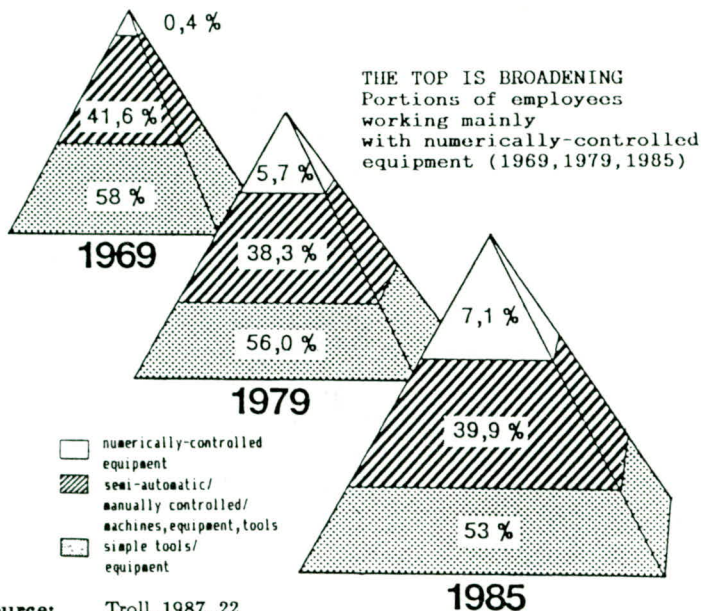 0,4 %
THE TOP IS BROADENING
Portions of employees
working mainly
with numerically-controlled
equipment (1969,1979,1985)
41,6 %
58 %
1969
5,7 %
38,3 %
56,0 %
1979
7,1 %
39,9 %
53 %
1985
numerically-controlled
equipment
semi-automatic/
manually controlled/
machines,equipment,tools
simple tools/
equipment
Troll 1987, 22